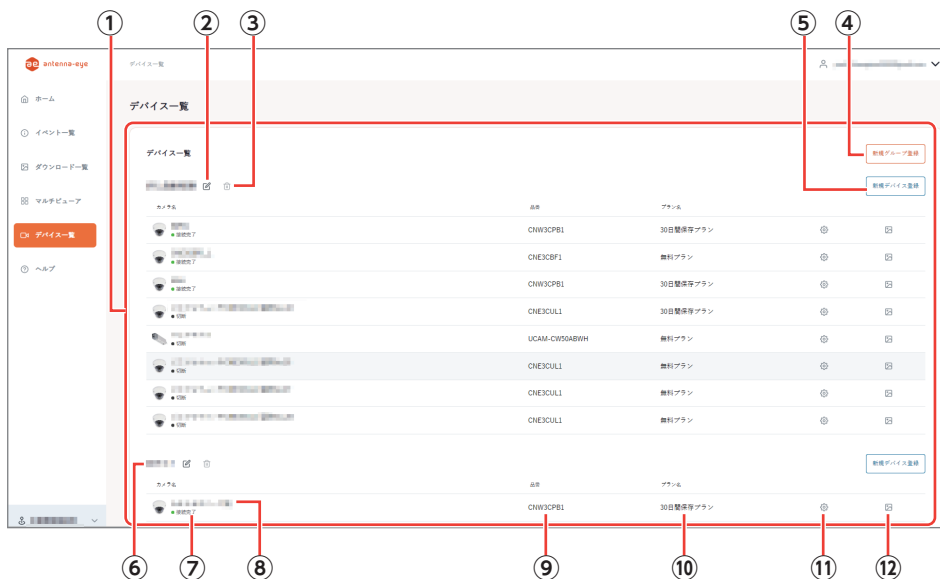 ① ② ③ ④ ⑤
ae antenna-eye
デバイス一覧
ホーム
イベント一覧
ダウンロード一覧
マルチビューア
デバイス一覧
ヘルプ
デバイス一覧
デバイス一覧
新規グループ登録
新規デバイス登録
カメラ名 品番 プラン名
接続完了 CNW3CPB1 30日間保存プラン
接続完了 CNE3CBF1 無料プラン
接続完了 CNW3CPB1 30日間保存プラン
切断 CNE3CUL1 30日間保存プラン
切断 UCAM-CW50ABWH 無料プラン
切断 CNE3CUL1 無料プラン
切断 CNE3CUL1 無料プラン
切断 CNE3CUL1 無料プラン
新規デバイス登録
カメラ名 品番 プラン名
接続完了 CNW3CPB1 30日間保存プラン
⑥ ⑦ ⑧ ⑨ ⑩ ⑪ ⑫